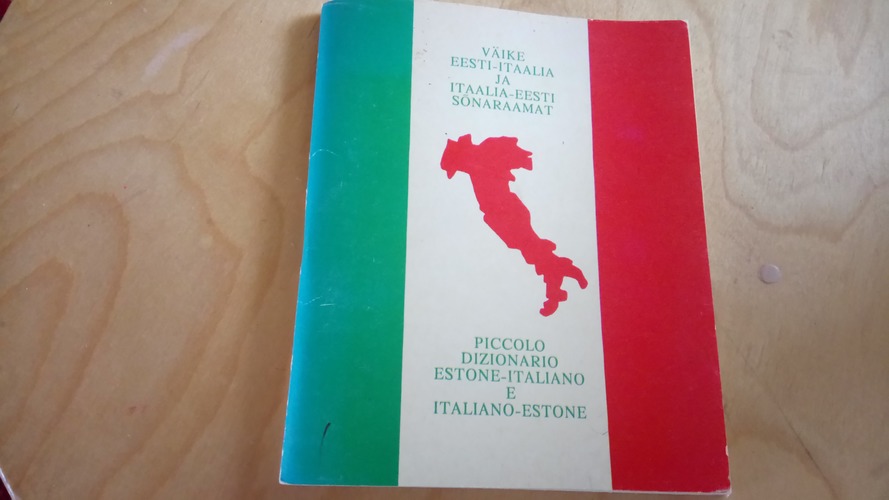 VÄIKE
EESTI-ITAALIA
JA
ITAALIA-EESTI
SÕNARAAMAT
PICCOLO
DIZIONARIO
ESTONE-ITALIANO
E
ITALIANO-ESTONE